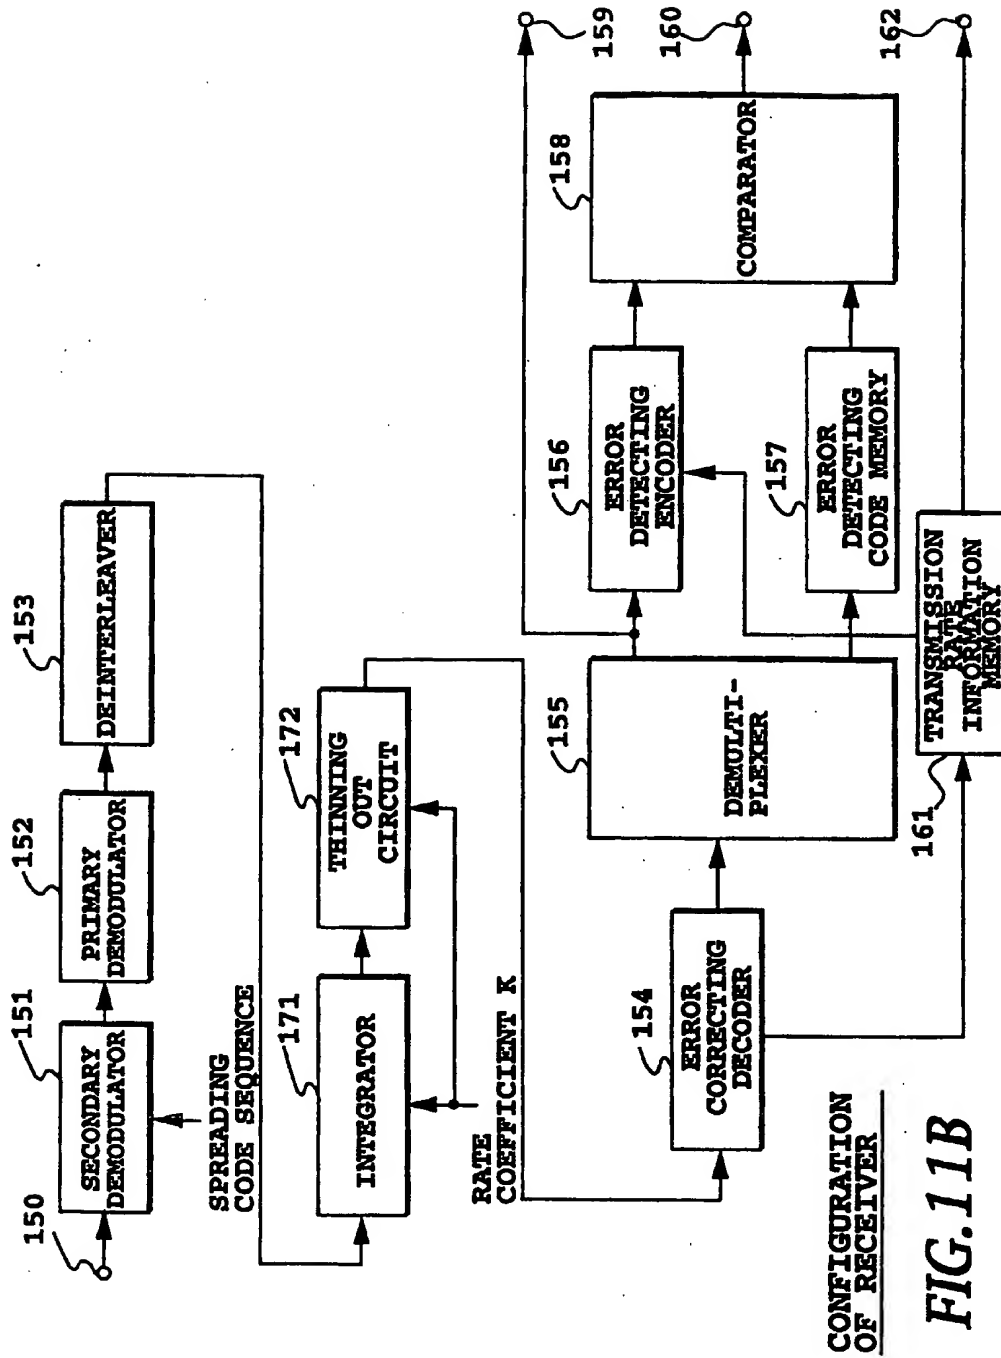 150
151
SECONDARY
DEMODULATOR
SPREADING
CODE SEQUENCE
152
PRIMARY
DEMODULATOR
153
DEINTERLEAVER
171
INTEGRATOR
RATE
COEFFICIENT K
172
THINNING
OUT
CIRCUIT
154
ERROR
CORRECTING
DECODER
155
DEMULTI-
PLEXER
156
ERROR
DETECTING
ENCODER
157
ERROR
DETECTING
CODE MEMORY
158
COMPARATOR
159
160
161
TRANSMISSION
RATE
INFORMATION
MEMORY
162
CONFIGURATION
OF RECEIVER
FIG.11B